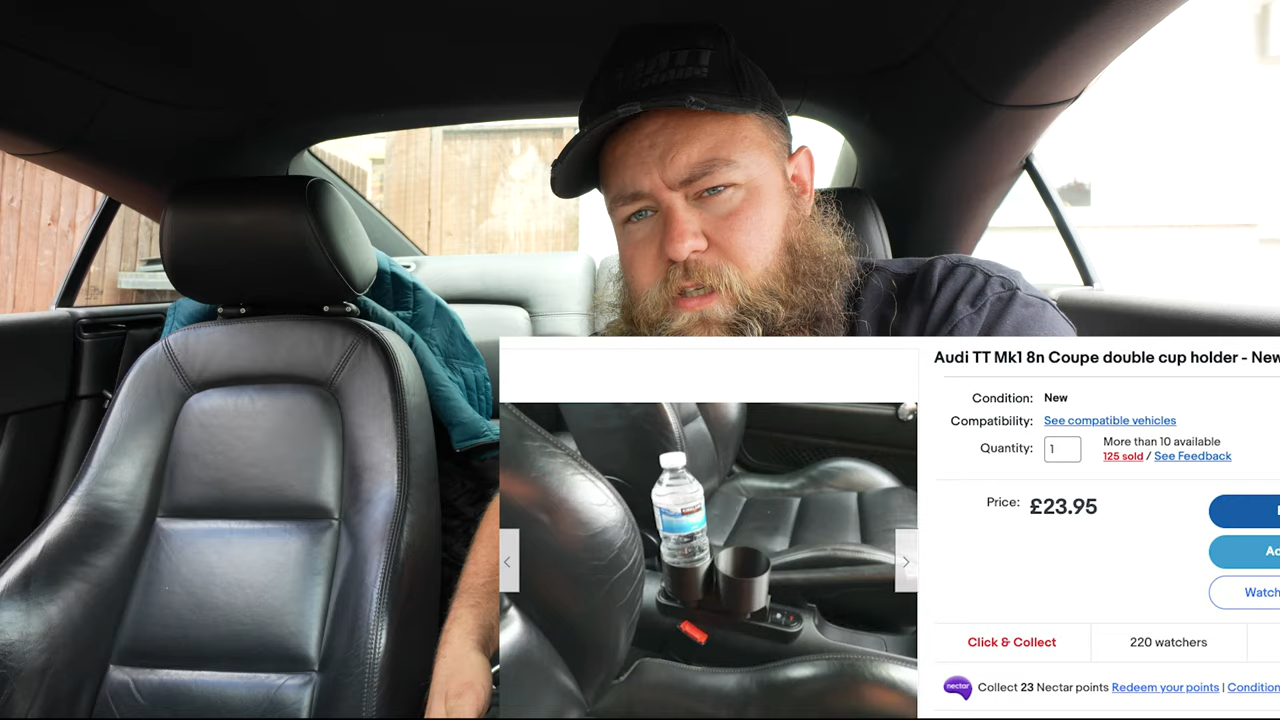 Audi TT Mk1 8n Coupe double cup holder - New
Condition: New
Compatibility: See compatible vehicles
Quantity: 1
More than 10 available
125 sold / See Feedback
Price: £23.95
Watch
Click & Collect
220 watchers
nectar
Collect 23 Nectar points Redeem your points | Condition